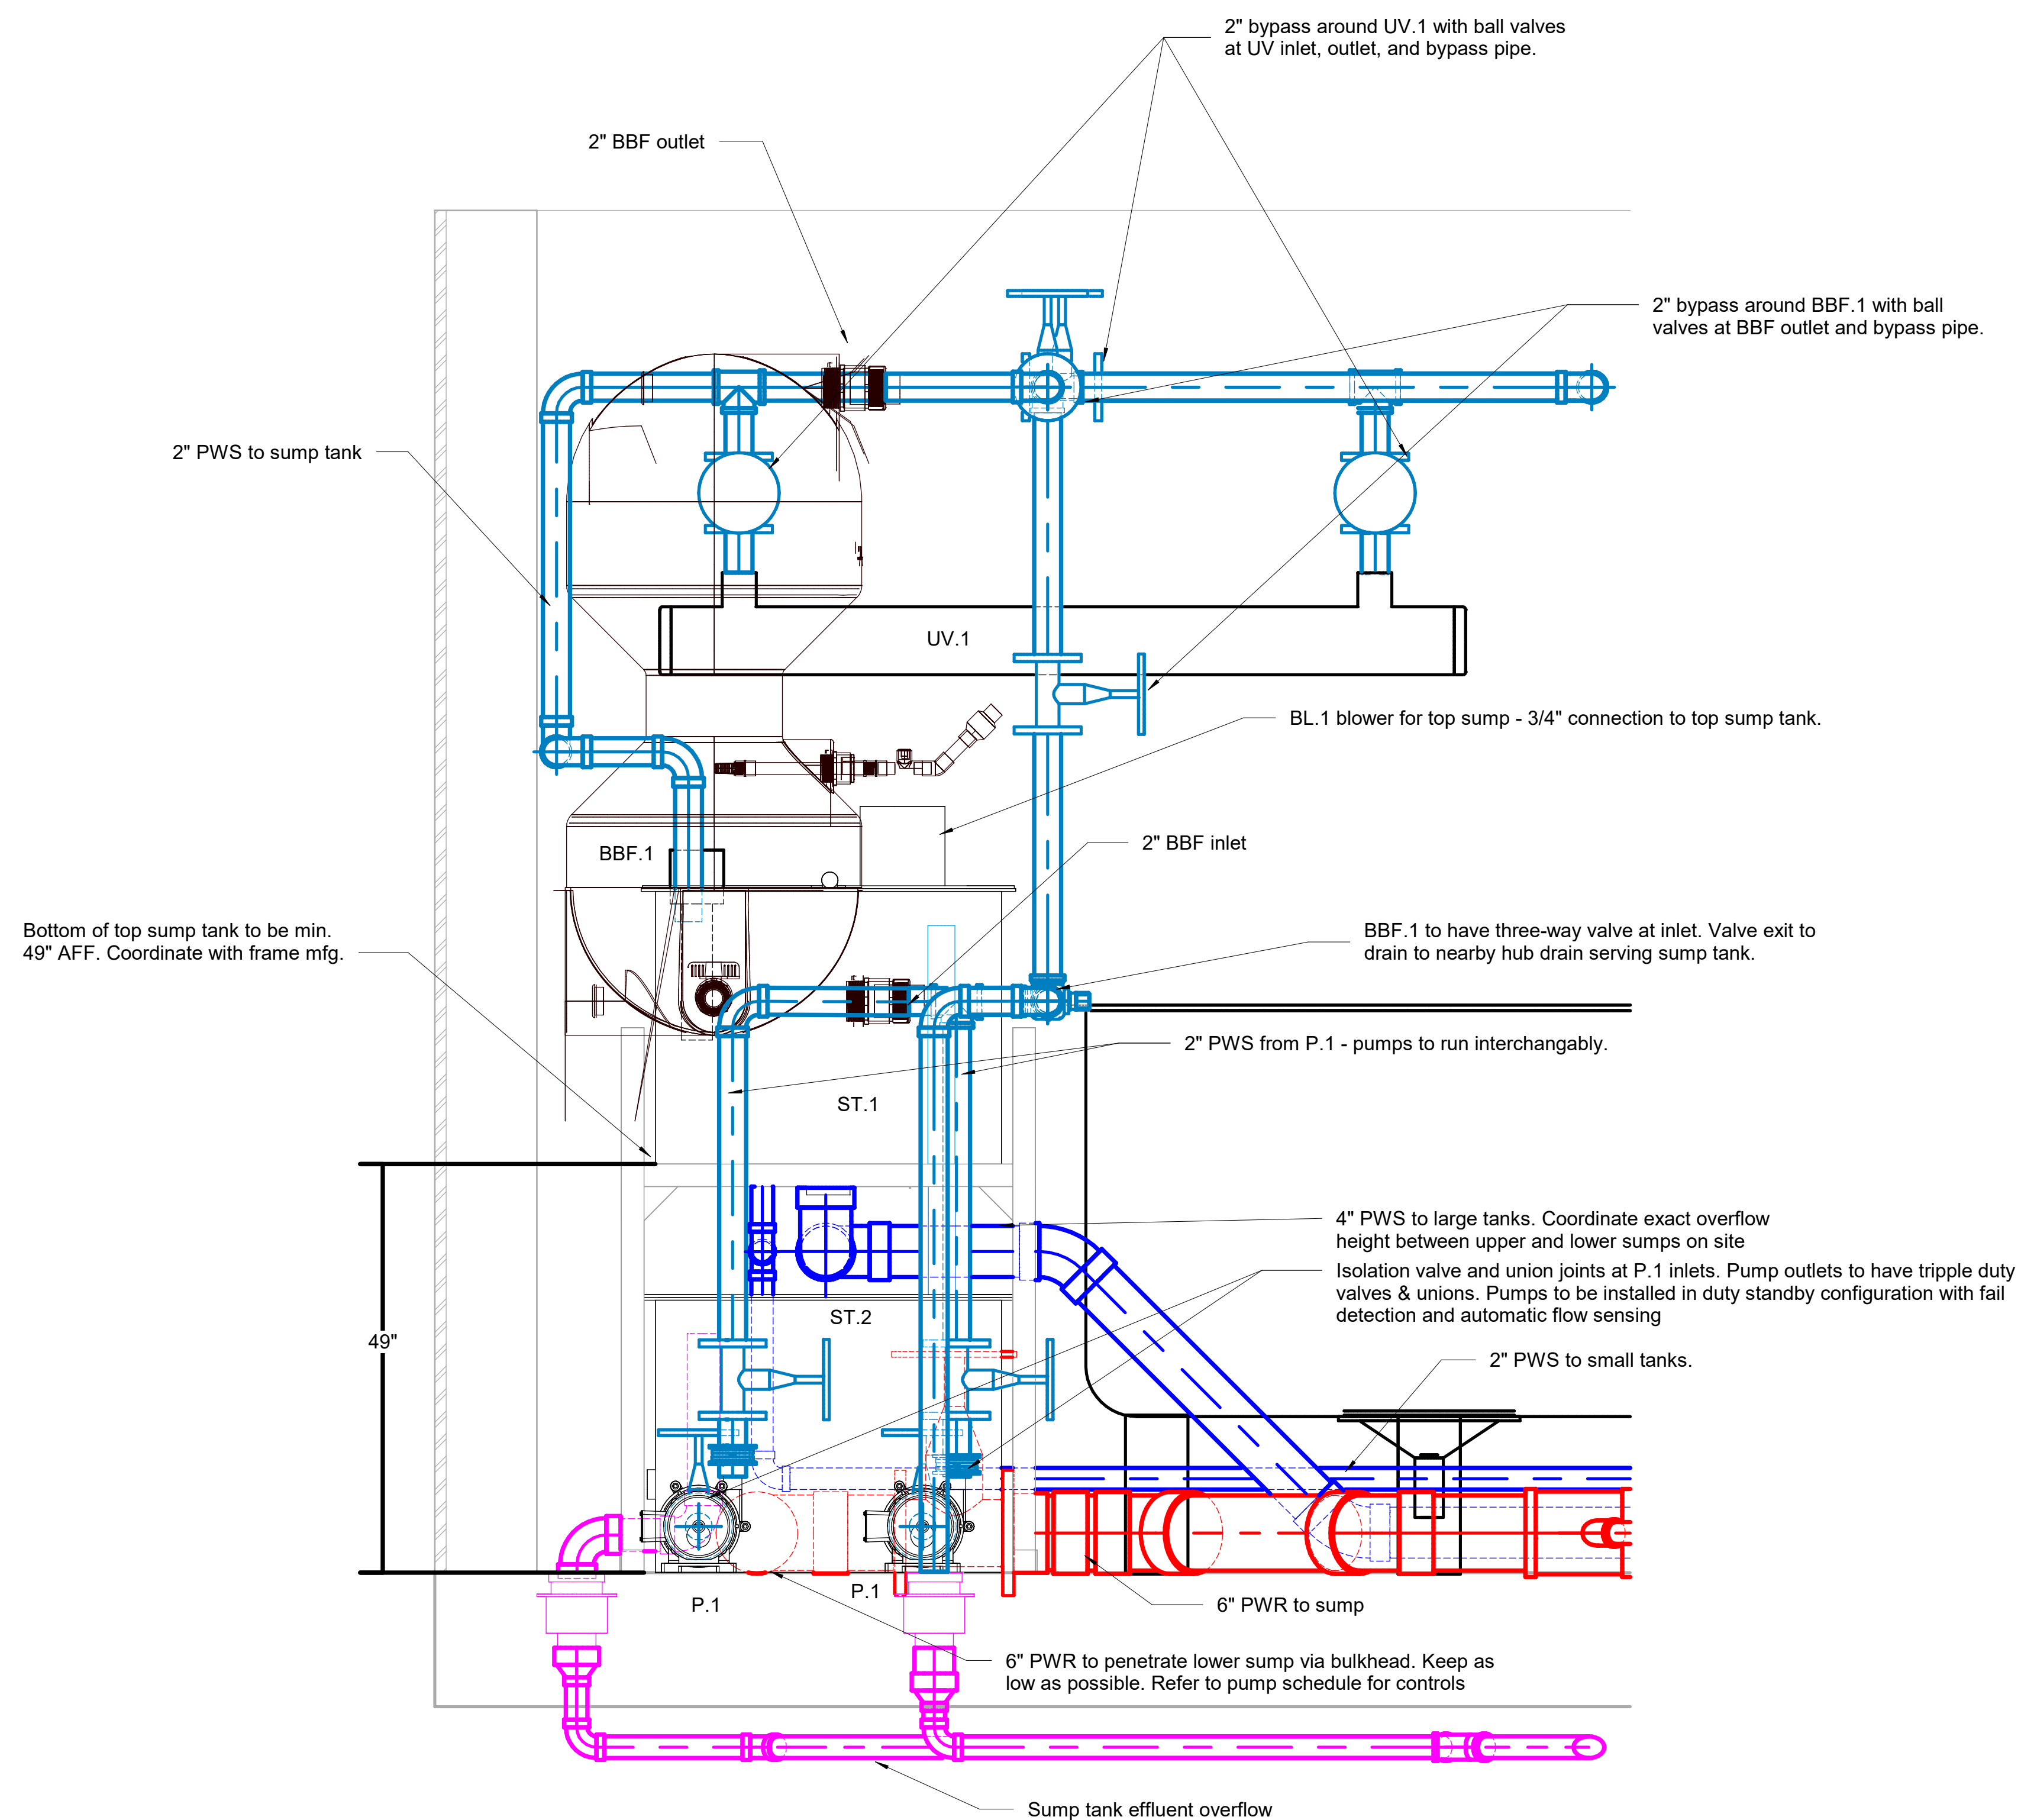 2" bypass around UV.1 with ball valves
at UV inlet, outlet, and bypass pipe.
2" BBF outlet
2" bypass around BBF.1 with ball
valves at BBF outlet and bypass pipe.
2" PWS to sump tank
UV.1
BL.1 blower for top sump - 3/4" connection to top sump tank.
2" BBF inlet
BBF.1
Bottom of top sump tank to be min.
49" AFF. Coordinate with frame mfg.
BBF.1 to have three-way valve at inlet. Valve exit to
drain to nearby hub drain serving sump tank.
2" PWS from P.1 - pumps to run interchangably.
ST.1
4" PWS to large tanks. Coordinate exact overflow
height between upper and lower sumps on site
Isolation valve and union joints at P.1 inlets. Pump outlets to have tripple duty
valves & unions. Pumps to be installed in duty standby configuration with fail
detection and automatic flow sensing
ST.2
49"
2" PWS to small tanks.
P.1
P.1
6" PWR to sump
6" PWR to penetrate lower sump via bulkhead. Keep as
low as possible. Refer to pump schedule for controls
Sump tank effluent overflow